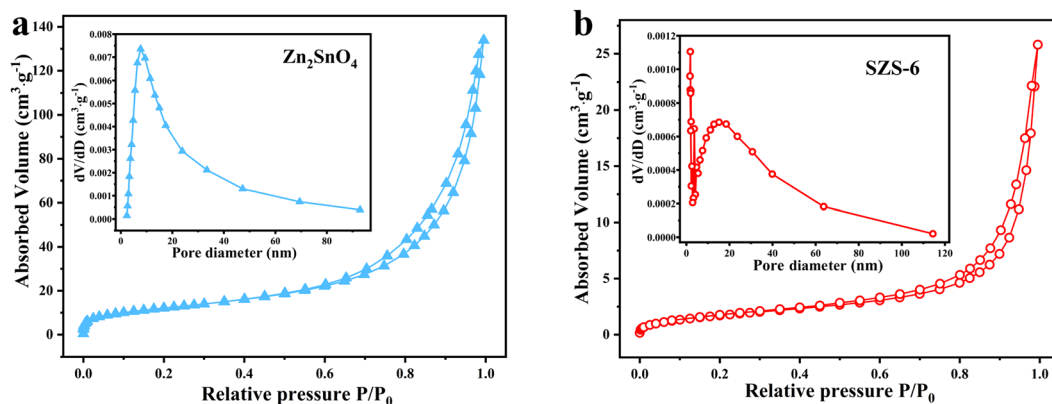 a
140
120
100
80
60
40
20
0
Absorbed Volume (cm³·g⁻¹)
0.0 0.2 0.4 0.6 0.8 1.0
Relative pressure P/P₀
0.008
0.007
0.006
0.005
0.004
0.003
0.002
0.001
0.000
dV/dD (cm³·g⁻¹)
0 20 40 60 80 100
Pore diameter (nm)
Zn₂SnO₄
b
25
20
15
10
5
0
Absorbed Volume (cm³·g⁻¹)
0.0 0.2 0.4 0.6 0.8 1.0
Relative pressure P/P₀
0.0012
0.0010
0.0008
0.0006
0.0004
0.0002
0.0000
dV/dD (cm³·g⁻¹)
0 20 40 60 80 100 120
Pore diameter (nm)
SZS-6